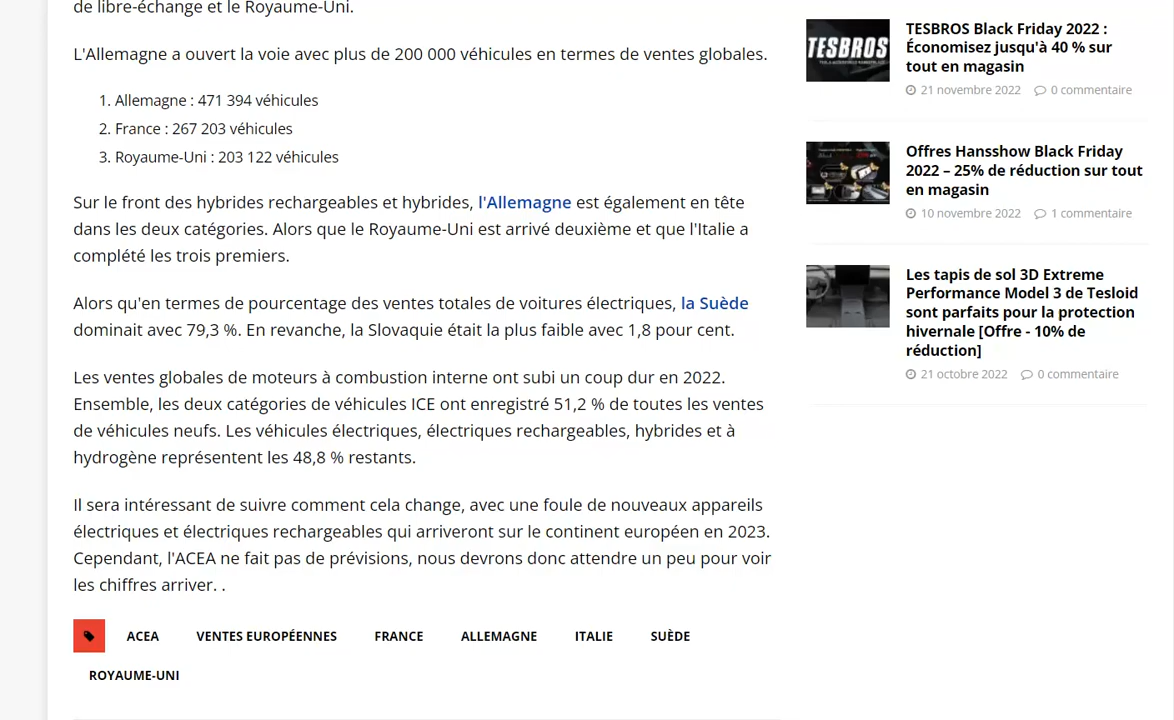 de libre-échange et le Royaume-Uni.
L'Allemagne a ouvert la voie avec plus de 200 000 véhicules en termes de ventes globales.
1. Allemagne : 471 394 véhicules
2. France : 267 203 véhicules
3. Royaume-Uni : 203 122 véhicules
Sur le front des hybrides rechargeables et hybrides, l'Allemagne est également en tête
dans les deux catégories. Alors que le Royaume-Uni est arrivé deuxième et que l'Italie a
complété les trois premiers.
Alors qu'en termes de pourcentage des ventes totales de voitures électriques, la Suède
dominait avec 79,3 %. En revanche, la Slovaquie était la plus faible avec 1,8 pour cent.
Les ventes globales de moteurs à combustion interne ont subi un coup dur en 2022.
Ensemble, les deux catégories de véhicules ICE ont enregistré 51,2 % de toutes les ventes
de véhicules neufs. Les véhicules électriques, électriques rechargeables, hybrides et à
hydrogène représentent les 48,8 % restants.
Il sera intéressant de suivre comment cela change, avec une foule de nouveaux appareils
électriques et électriques rechargeables qui arriveront sur le continent européen en 2023.
Cependant, l'ACEA ne fait pas de prévisions, nous devrons donc attendre un peu pour voir
les chiffres arriver. .
ACEA VENTES EUROPÉENNES FRANCE ALLEMAGNE ITALIE SUÈDE
ROYAUME-UNI
TESBROS
TESBROS Black Friday 2022 :
Économisez jusqu'à 40 % sur
tout en magasin
21 novembre 2022 0 commentaire
Offres Hansshow Black Friday
2022 – 25% de réduction sur tout
en magasin
10 novembre 2022 1 commentaire
Les tapis de sol 3D Extreme
Performance Model 3 de Tesloid
sont parfaits pour la protection
hivernale [Offre - 10% de
réduction]
21 octobre 2022 0 commentaire